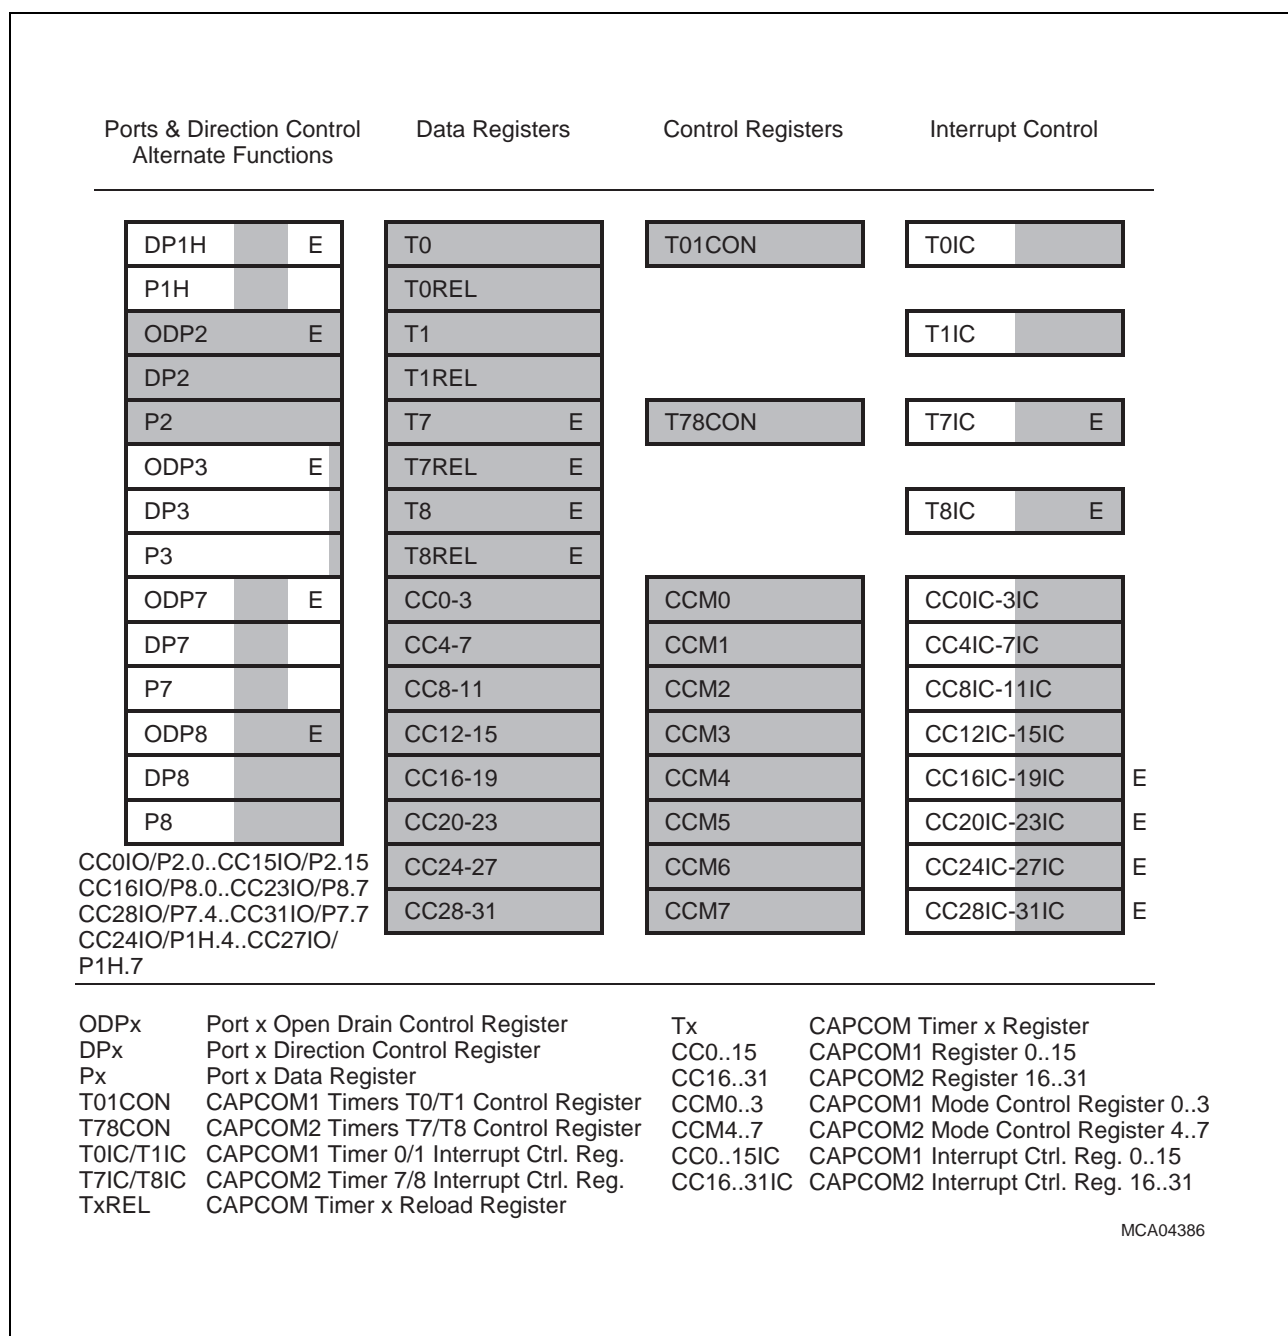 Ports & Direction Control Alternate Functions
Data Registers
Control Registers
Interrupt Control
DP1H E
P1H
ODP2 E
DP2
P2
ODP3 E
DP3
P3
ODP7 E
DP7
P7
ODP8 E
DP8
P8
CC0IO/P2.0..CC15IO/P2.15
CC16IO/P8.0..CC23IO/P8.7
CC28IO/P7.4..CC31IO/P7.7
CC24IO/P1H.4..CC27IO/
P1H.7
T0
T0REL
T1
T1REL
T7 E
T7REL E
T8 E
T8REL E
CC0-3
CC4-7
CC8-11
CC12-15
CC16-19
CC20-23
CC24-27
CC28-31
T01CON
T78CON
CCM0
CCM1
CCM2
CCM3
CCM4
CCM5
CCM6
CCM7
T0IC
T1IC
T7IC E
T8IC E
CC0IC-3IC
CC4IC-7IC
CC8IC-11IC
CC12IC-15IC
CC16IC-19IC E
CC20IC-23IC E
CC24IC-27IC E
CC28IC-31IC E
ODPx Port x Open Drain Control Register
DPx Port x Direction Control Register
Px Port x Data Register
T01CON CAPCOM1 Timers T0/T1 Control Register
T78CON CAPCOM2 Timers T7/T8 Control Register
T0IC/T1IC CAPCOM1 Timer 0/1 Interrupt Ctrl. Reg.
T7IC/T8IC CAPCOM2 Timer 7/8 Interrupt Ctrl. Reg.
TxREL CAPCOM Timer x Reload Register
Tx CAPCOM Timer x Register
CC0..15 CAPCOM1 Register 0..15
CC16..31 CAPCOM2 Register 16..31
CCM0..3 CAPCOM1 Mode Control Register 0..3
CCM4..7 CAPCOM2 Mode Control Register 4..7
CC0..15IC CAPCOM1 Interrupt Ctrl. Reg. 0..15
CC16..31IC CAPCOM2 Interrupt Ctrl. Reg. 16..31
MCA04386